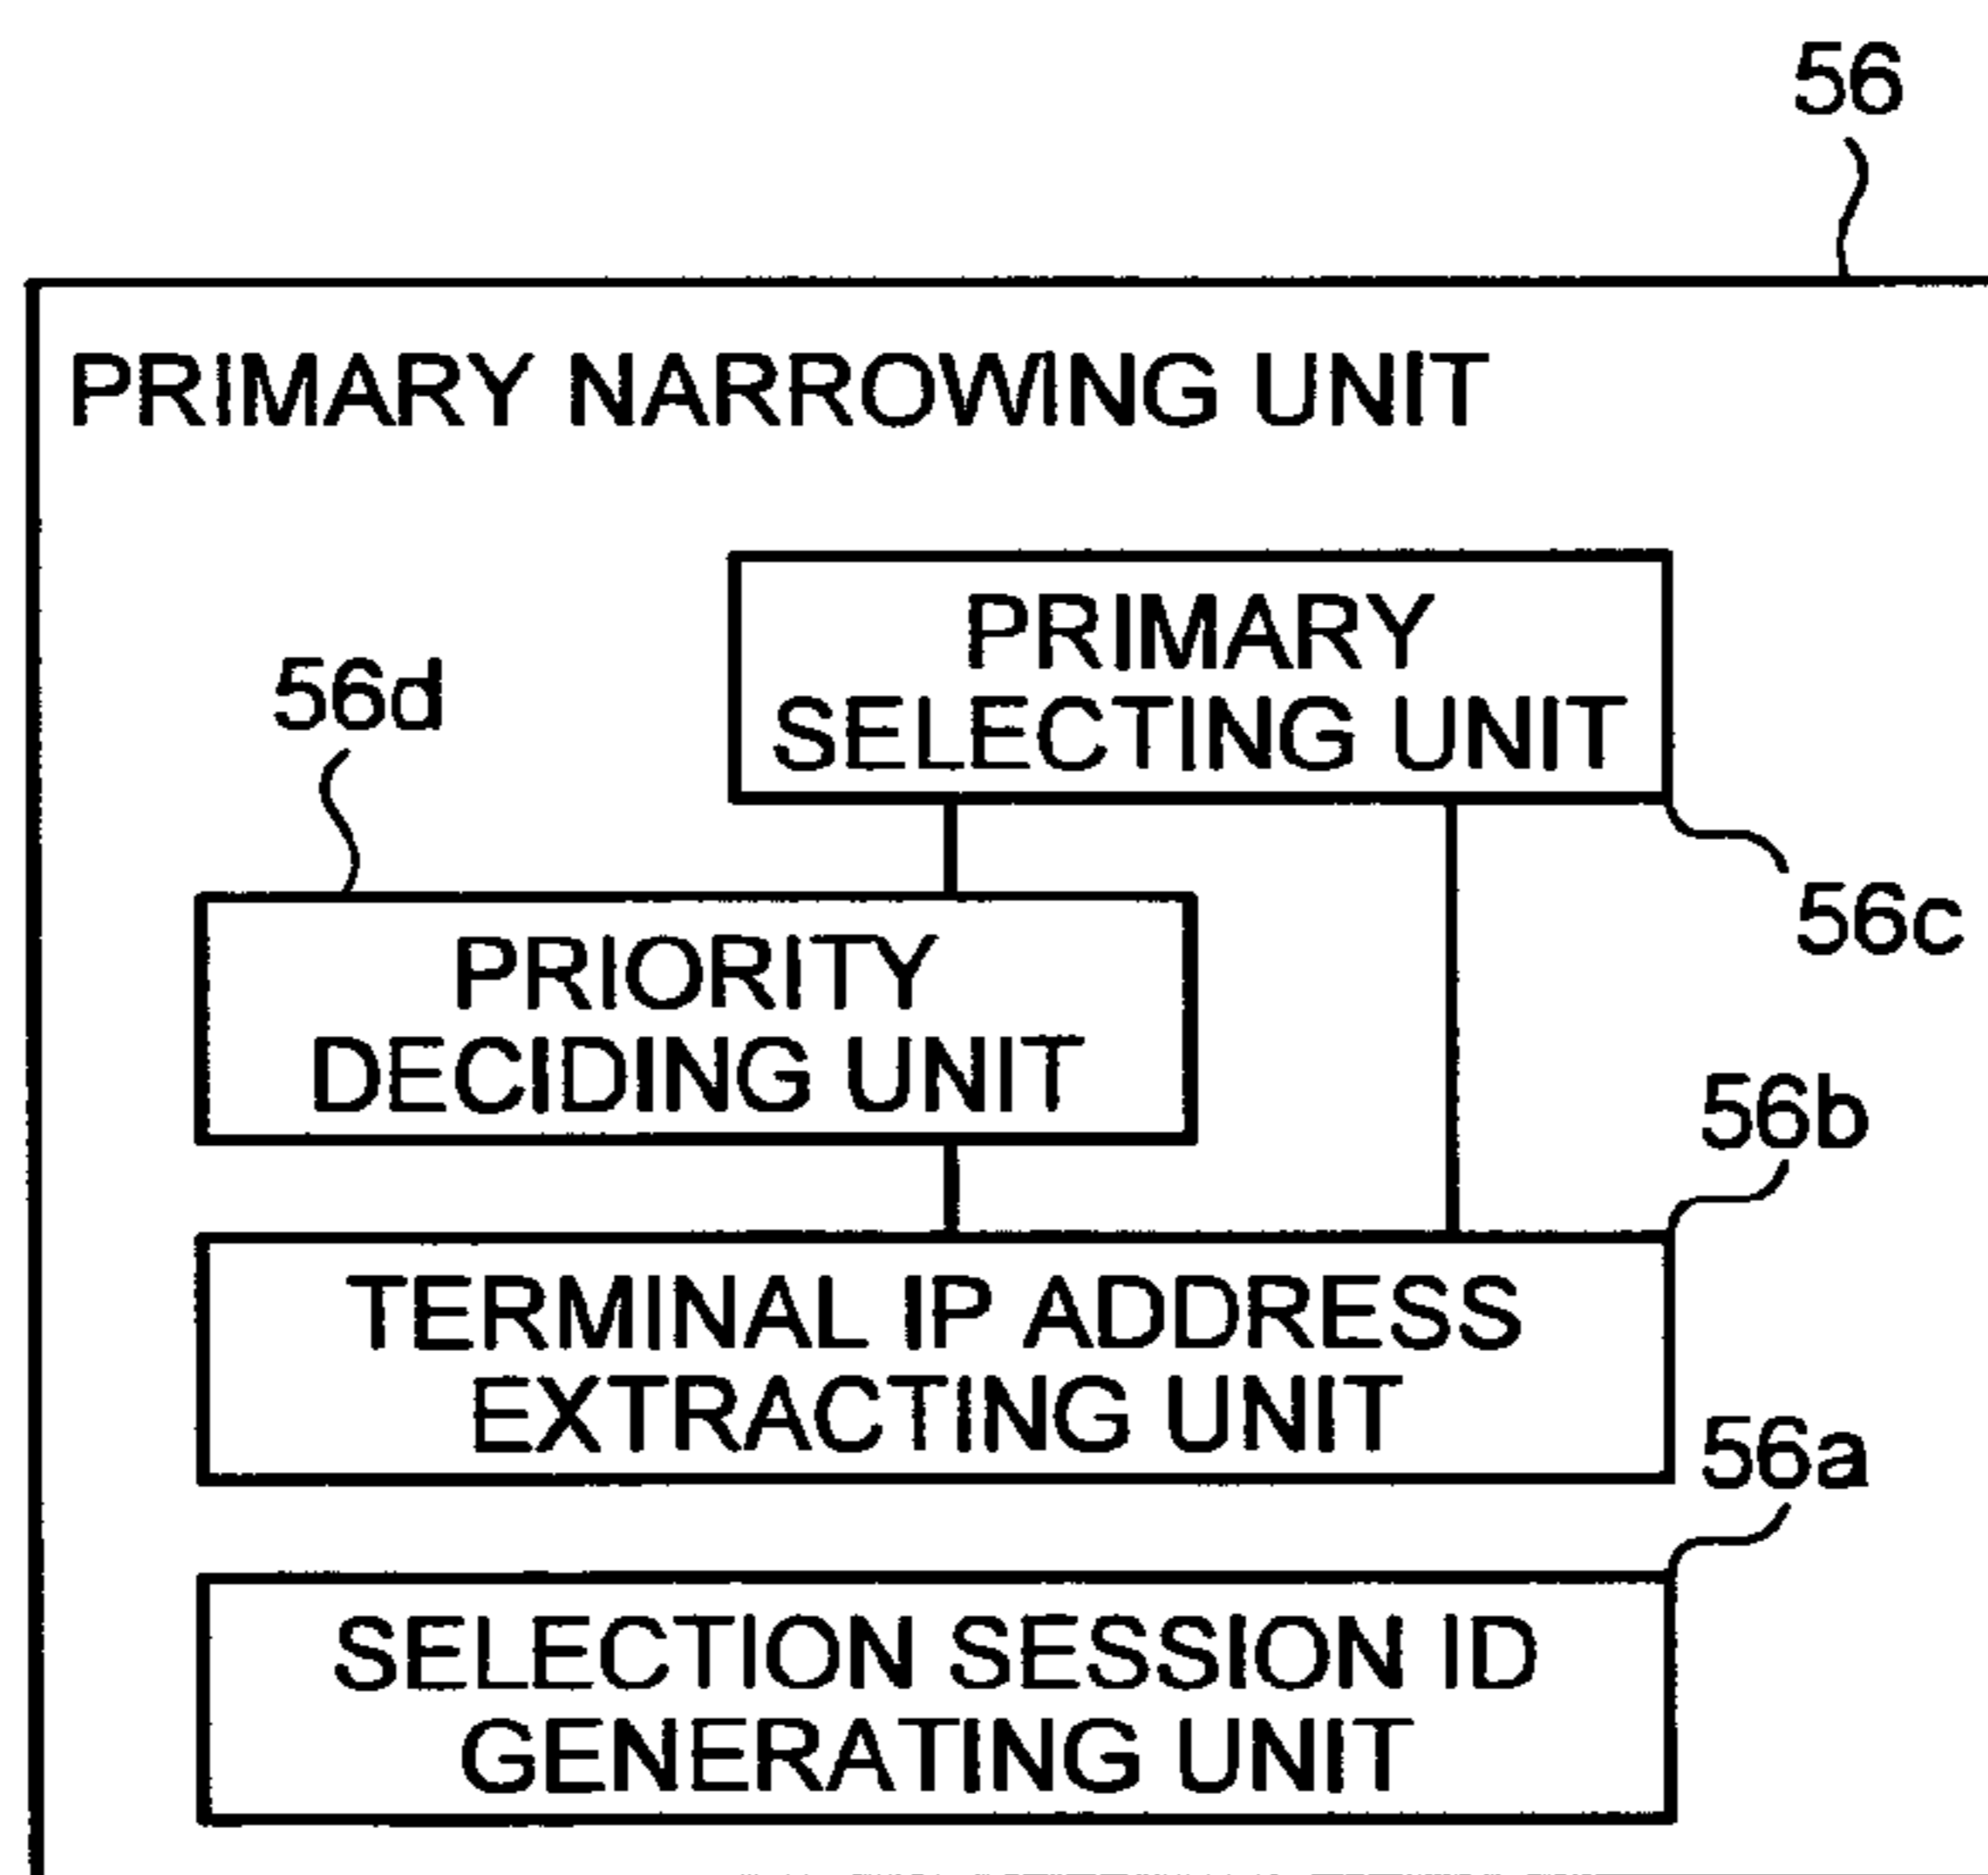 56
PRIMARY NARROWING UNIT
PRIMARY
SELECTING UNIT
56d
56c
PRIORITY
DECIDING UNIT
56b
TERMINAL IP ADDRESS
EXTRACTING UNIT
56a
SELECTION SESSION ID
GENERATING UNIT